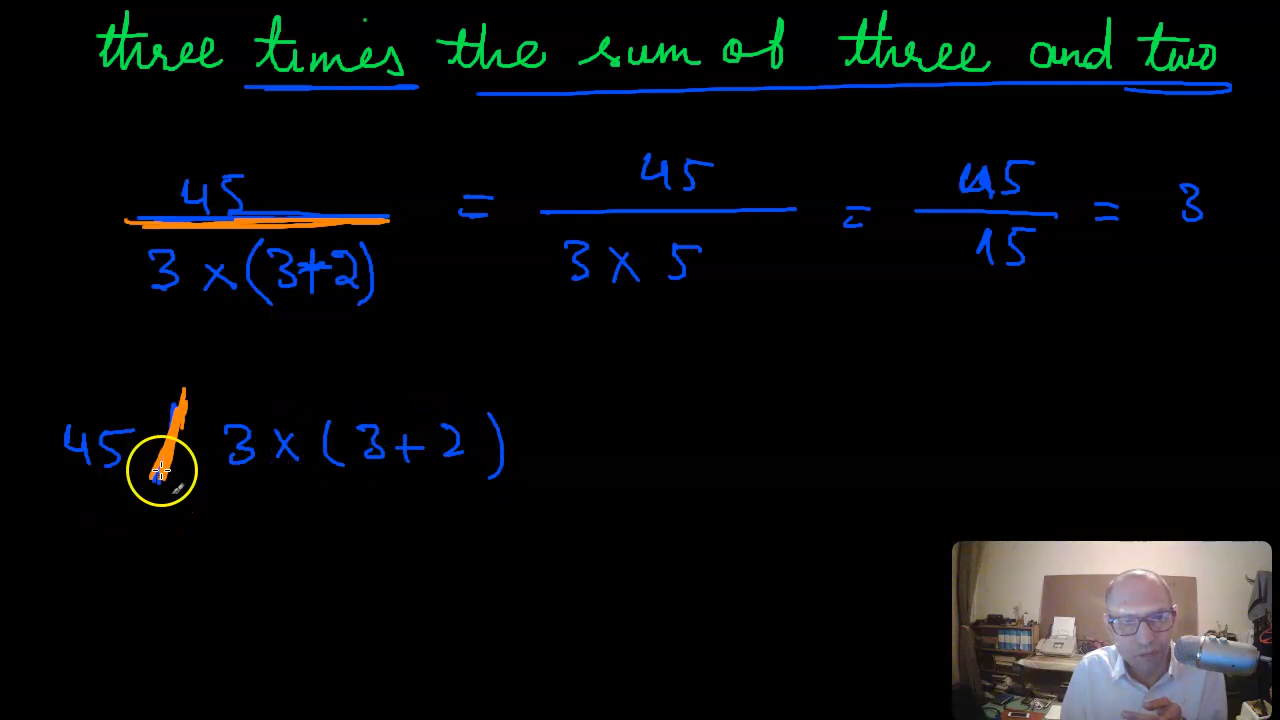 three times the sum of three and two
45 / 3 × (3+2) = 45 / 3 × 5 = 45 / 15 = 3
45 / 3 × (3+2)